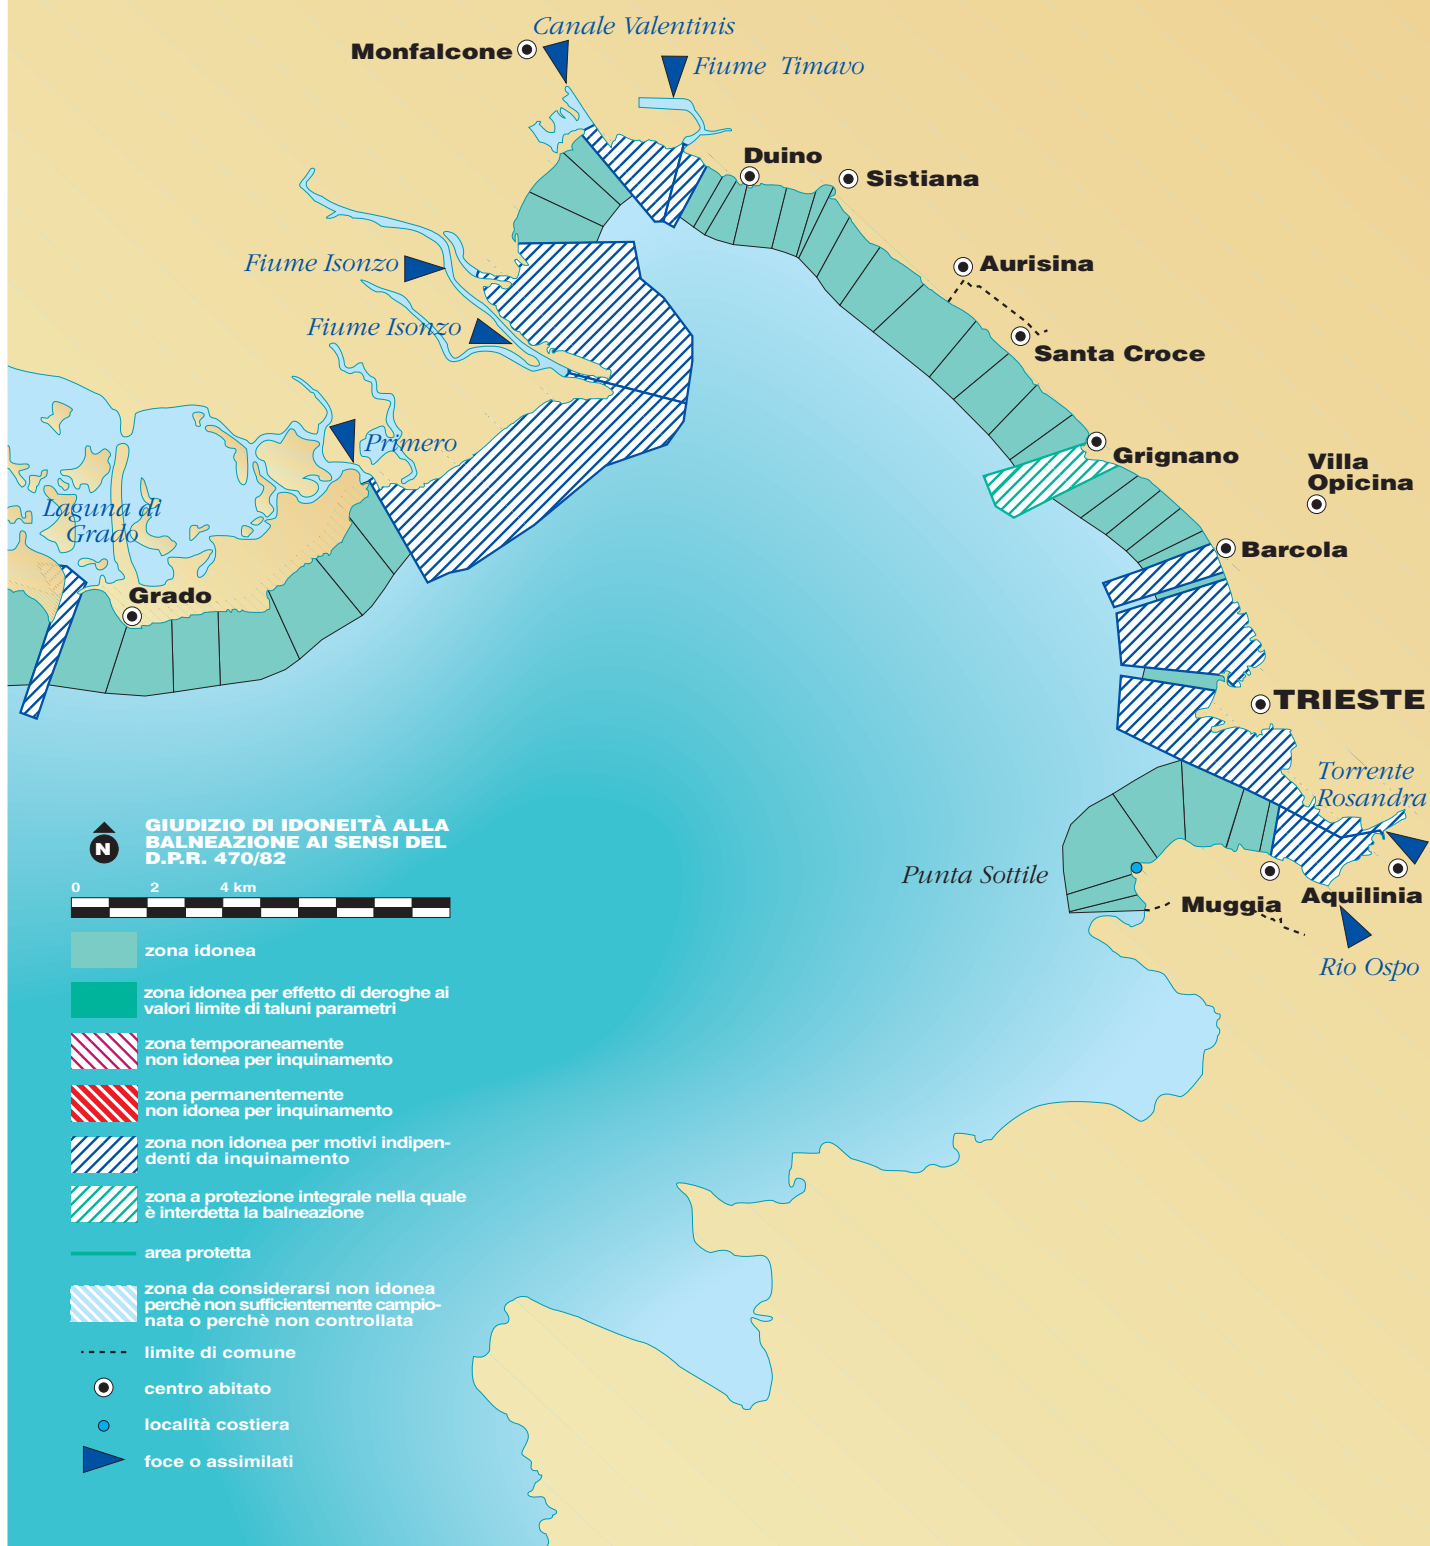 Canale Valentinis
Monfalcone
Fiume Timavo
Duino
Sistiana
Fiume Isonzo
Aurisina
Fiume Isonzo
Santa Croce
Primero
Grignano
Villa
Opicina
Laguna di
Grado
Barcola
Grado
TRIESTE
Torrente
Rosandra
Punta Sottile
Muggia
Aquilinia
Rio Ospo
N
GIUDIZIO DI IDONEITÀ ALLA
BALNEAZIONE AI SENSI DEL
D.P.R. 470/82
0 2 4 km
zona idonea
zona idonea per effetto di deroghe ai
valori limite di taluni parametri
zona temporaneamente
non idonea per inquinamento
zona permanentemente
non idonea per inquinamento
zona non idonea per motivi indipen-
denti da inquinamento
zona a protezione integrale nella quale
è interdetta la balneazione
area protetta
zona da considerarsi non idonea
perchè non sufficientemente campio-
nata o perchè non controllata
limite di comune
centro abitato
località costiera
foce o assimilati